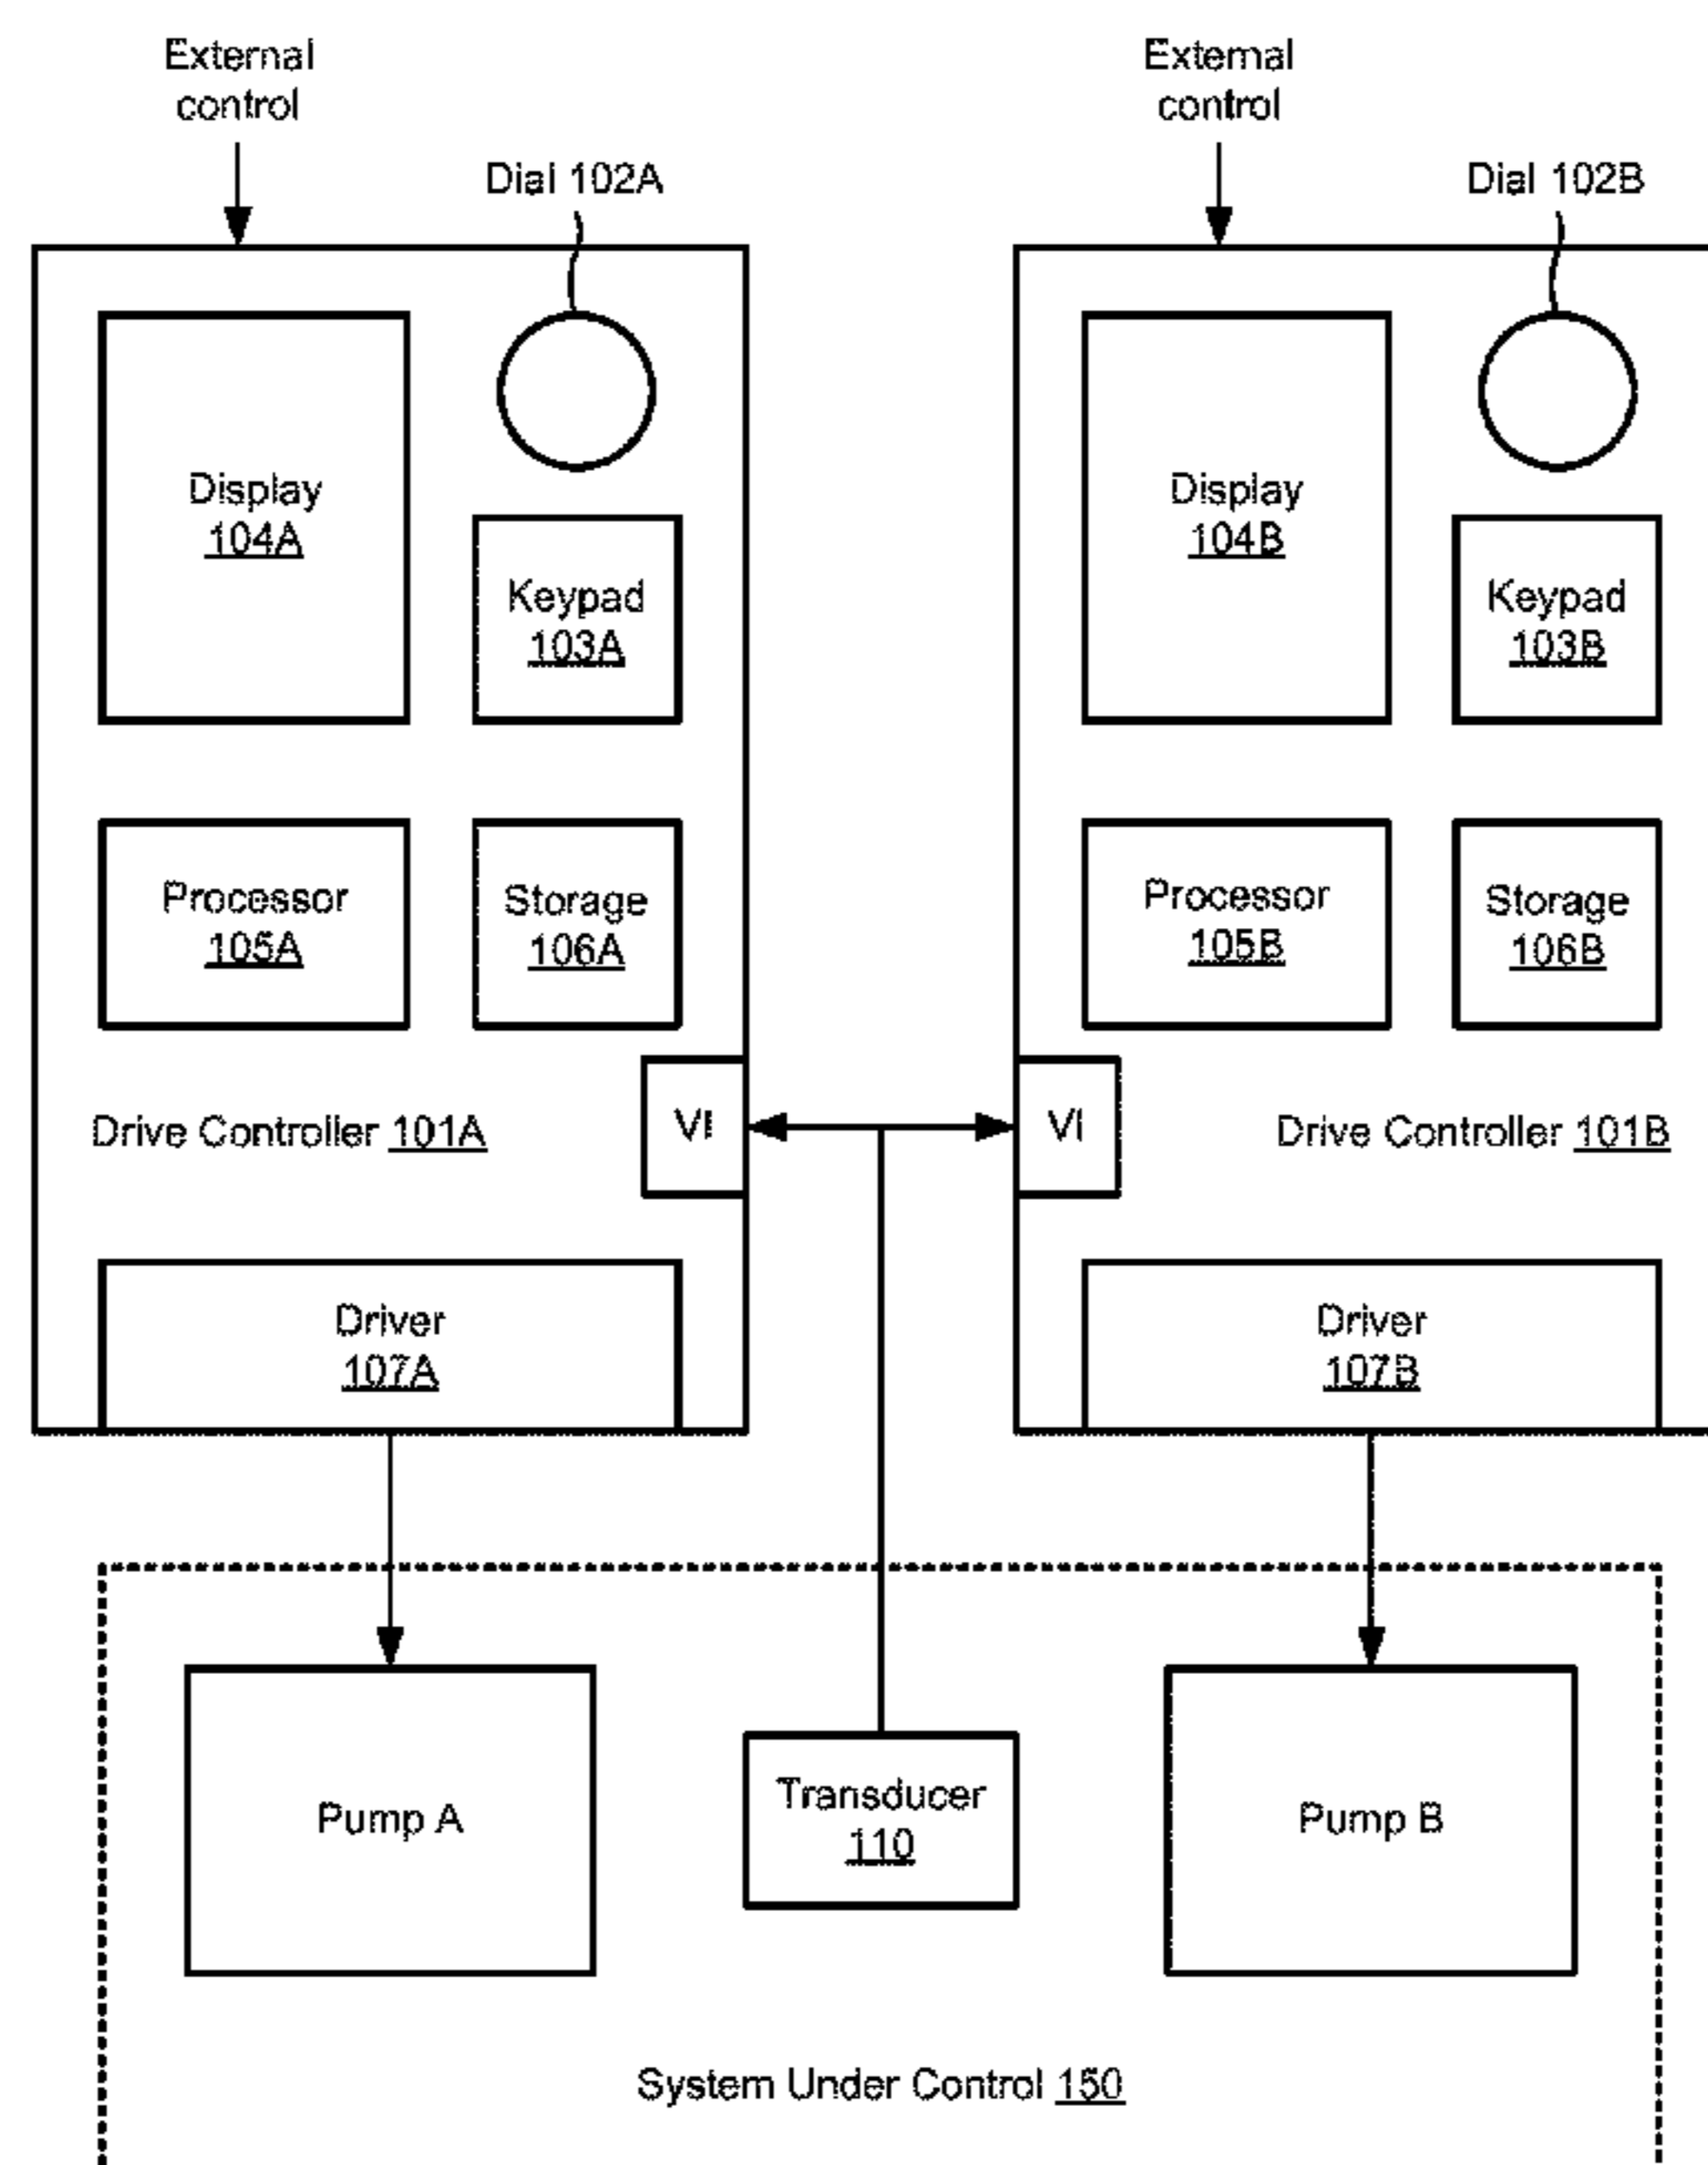 External
control
External
control
Dial 102A
Dial 102B
Display
104A
Keypad
103A
Display
104B
Keypad
103B
Processor
105A
Storage
106A
Processor
105B
Storage
106B
VI
VI
Drive Controller 101A
Drive Controller 101B
Driver
107A
Driver
107B
Pump A
Transducer
110
Pump B
System Under Control 150